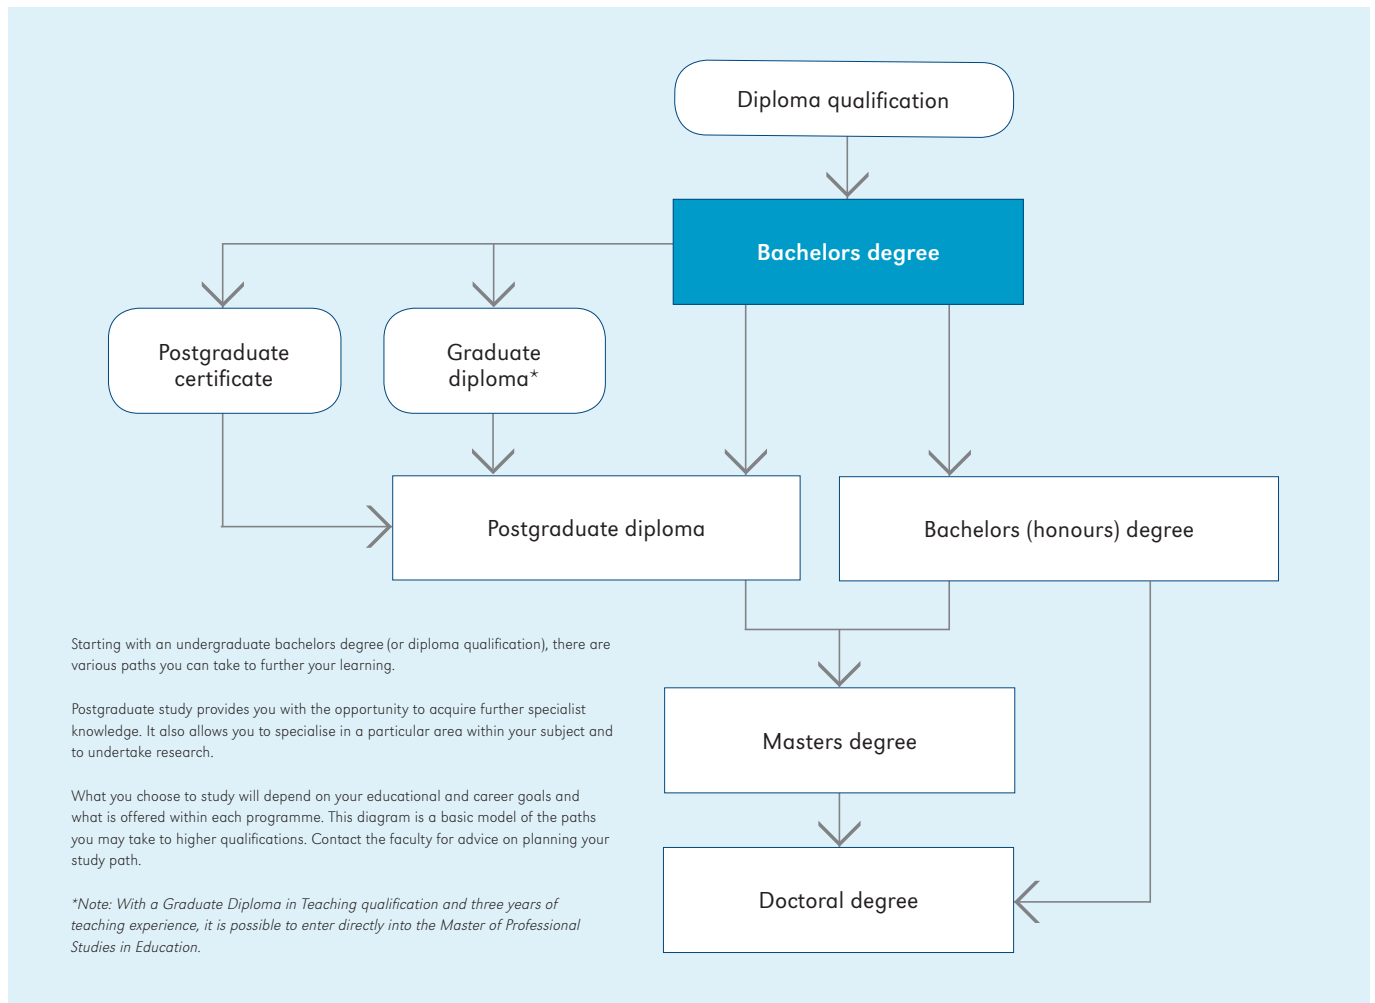 Diploma qualification
Bachelors degree
Postgraduate
certificate
Graduate
diploma*
Postgraduate diploma
Bachelors (honours) degree
Starting with an undergraduate bachelors degree (or diploma qualification), there are
various paths you can take to further your learning.
Postgraduate study provides you with the opportunity to acquire further specialist
knowledge. It also allows you to specialise in a particular area within your subject and
to undertake research.
What you choose to study will depend on your educational and career goals and
what is offered within each programme. This diagram is a basic model of the paths
you may take to higher qualifications. Contact the faculty for advice on planning your
study path.
*Note: With a Graduate Diploma in Teaching qualification and three years of
teaching experience, it is possible to enter directly into the Master of Professional
Studies in Education.
Masters degree
Doctoral degree